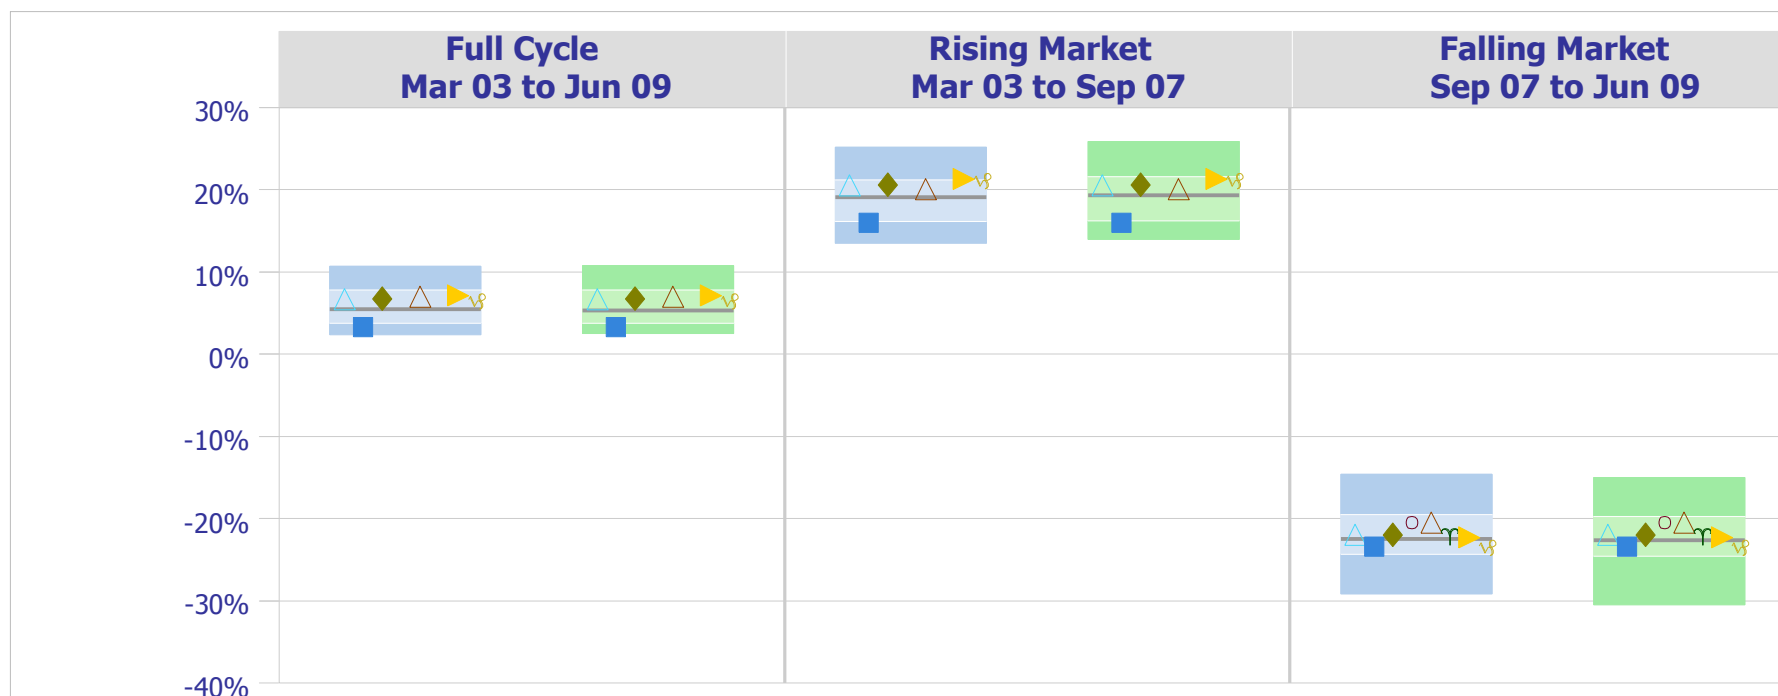 Full Cycle
Mar 03 to Jun 09
Rising Market
Mar 03 to Sep 07
Falling Market
Sep 07 to Jun 09
30%
20%
10%
0%
-10%
-20%
-30%
-40%